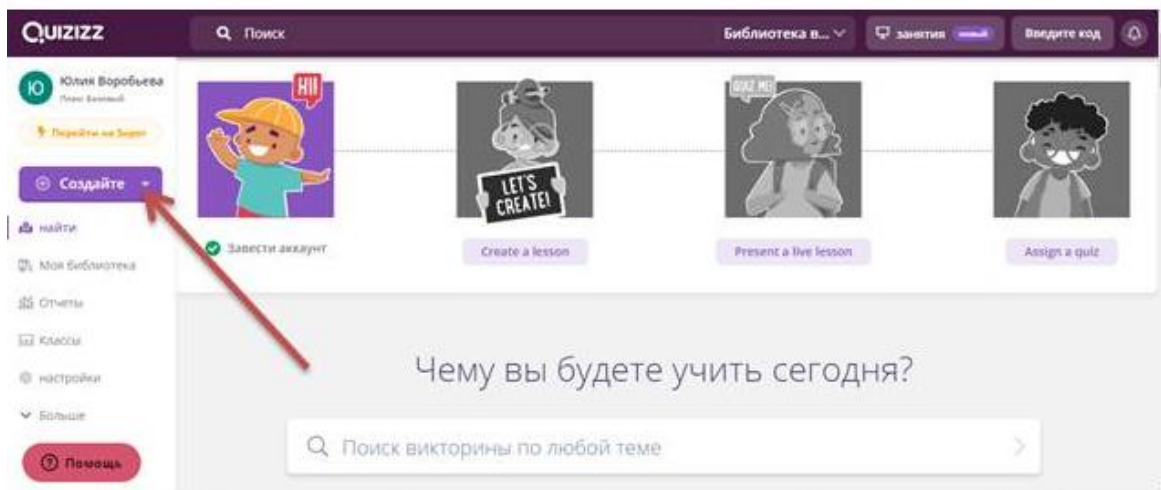 QUIZIZZ
Поиск
Библиотека в...
занятия новый
Введите код
Ю
Юлия Воробьева
План: Базовый
Перейти на Super
Создайте
найти
Моя библиотека
Отчеты
Классы
настройки
Больше
Помощь
HI!
LET'S
CREATE!
QUIZ ME!
Завести аккаунт
Create a lesson
Present a live lesson
Assign a quiz
Чему вы будете учить сегодня?
Поиск викторины по любой теме